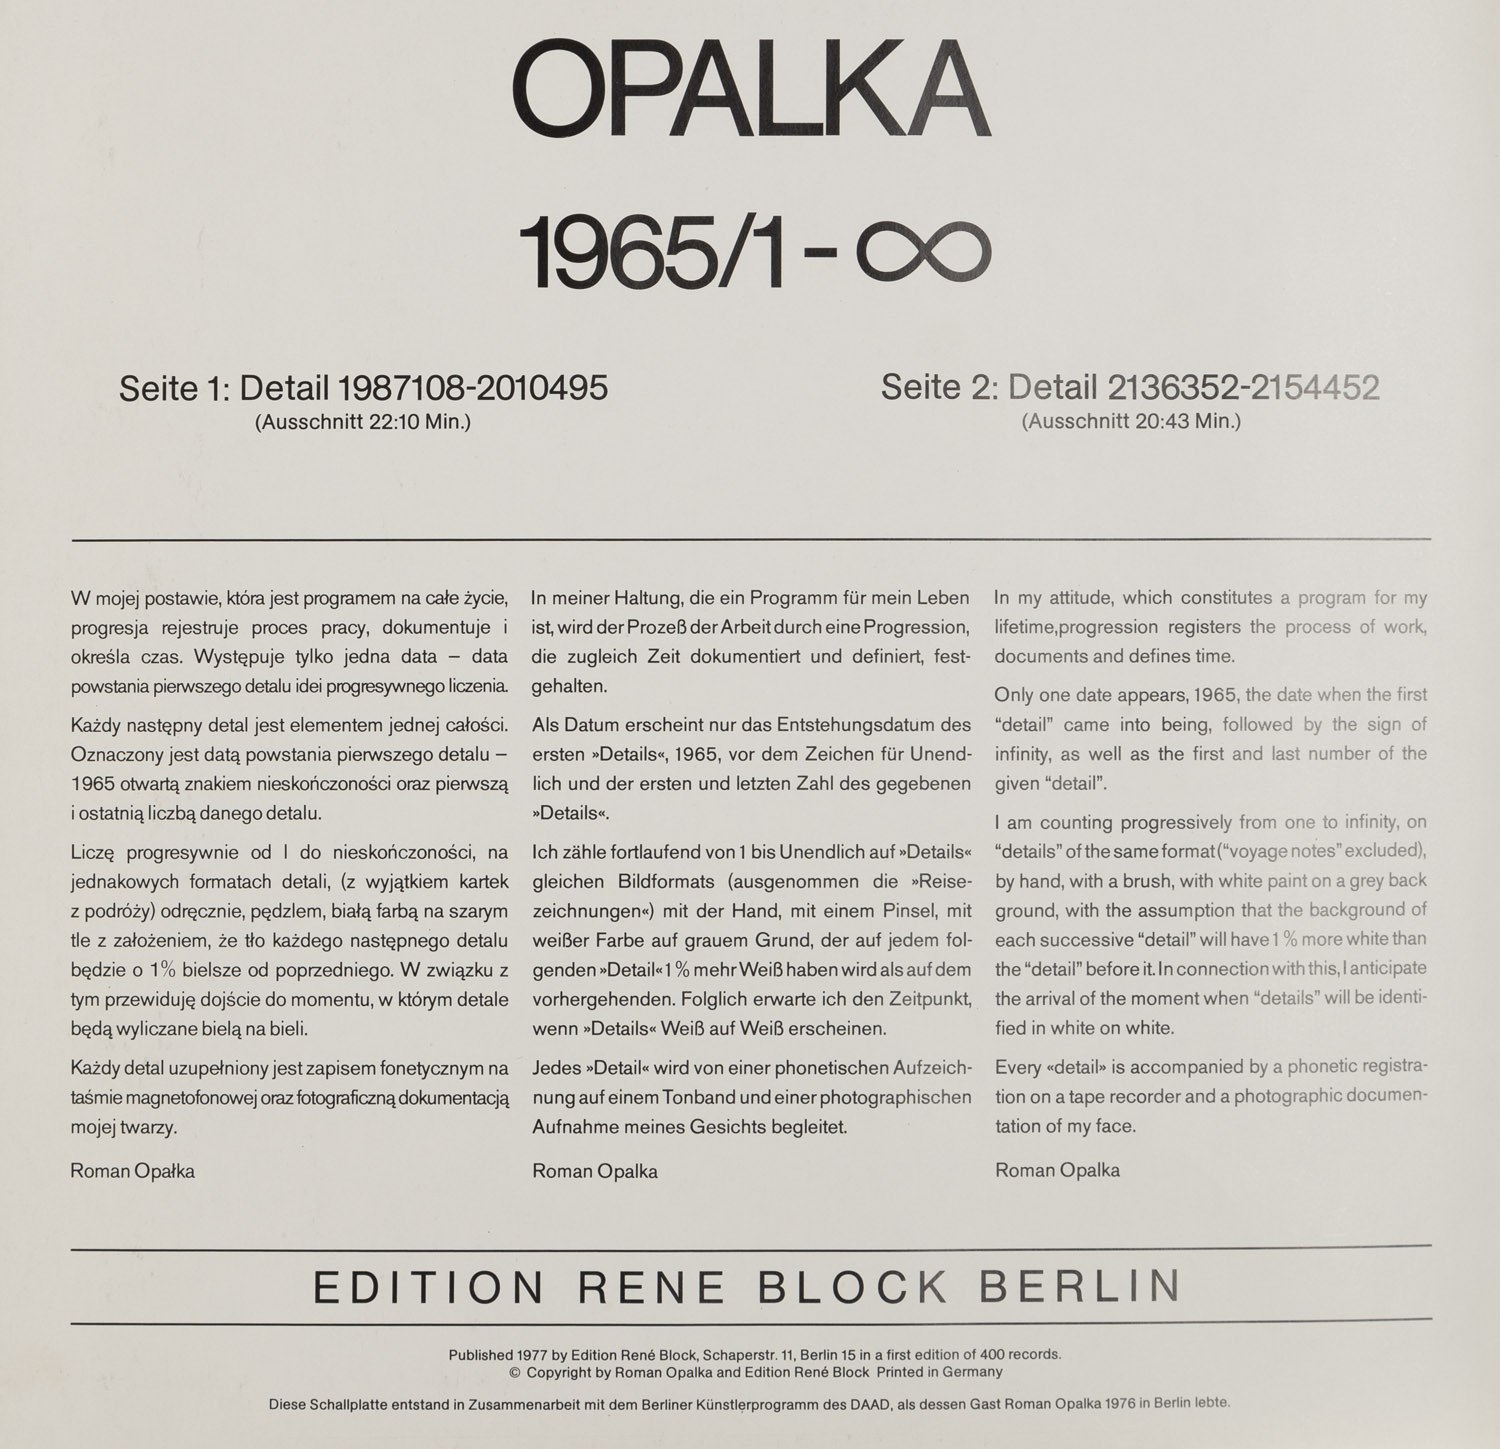 OPALKA
1965/1 - ∞
Seite 1: Detail 1987108-2010495
(Ausschnitt 22:10 Min.)
Seite 2: Detail 2136352-2154452
(Ausschnitt 20:43 Min.)
W mojej postawie, która jest programem na całe życie,
progresja rejestruje proces pracy, dokumentuje i
określa czas. Występuje tylko jedna data – data
powstania pierwszego detalu idei progresywnego liczenia.
Każdy następny detal jest elementem jednej całości.
Oznaczony jest datą powstania pierwszego detalu –
1965 otwartą znakiem nieskończoności oraz pierwszą
i ostatnią liczbą danego detalu.
Liczę progresywnie od I do nieskończoności, na
jednakowych formatach detali, (z wyjątkiem kartek
z podróży) odręcznie, pędzlem, białą farbą na szarym
tle z założeniem, że tło każdego następnego detalu
będzie o 1% bielsze od poprzedniego. W związku z
tym przewiduję dojście do momentu, w którym detale
będą wyliczane bielą na bieli.
Każdy detal uzupełniony jest zapisem fonetycznym na
taśmie magnetofonowej oraz fotograficzną dokumentacją
mojej twarzy.
Roman Opałka
In meiner Haltung, die ein Programm für mein Leben
ist, wird der Prozeß der Arbeit durch eine Progression,
die zugleich Zeit dokumentiert und definiert, fest-
gehalten.
Als Datum erscheint nur das Entstehungsdatum des
ersten »Details«, 1965, vor dem Zeichen für Unend-
lich und der ersten und letzten Zahl des gegebenen
»Details«.
Ich zähle fortlaufend von 1 bis Unendlich auf »Details«
gleichen Bildformats (ausgenommen die »Reise-
zeichnungen«) mit der Hand, mit einem Pinsel, mit
weißer Farbe auf grauem Grund, der auf jedem fol-
genden »Detail« 1 % mehr Weiß haben wird als auf dem
vorhergehenden. Folglich erwarte ich den Zeitpunkt,
wenn »Details« Weiß auf Weiß erscheinen.
Jedes »Detail« wird von einer phonetischen Aufzeich-
nung auf einem Tonband und einer photographischen
Aufnahme meines Gesichts begleitet.
Roman Opalka
In my attitude, which constitutes a program for my
lifetime,progression registers the process of work,
documents and defines time.
Only one date appears, 1965, the date when the first
“detail” came into being, followed by the sign of
infinity, as well as the first and last number of the
given “detail”.
I am counting progressively from one to infinity, on
“details” of the same format (“voyage notes” excluded),
by hand, with a brush, with white paint on a grey back
ground, with the assumption that the background of
each successive “detail” will have 1 % more white than
the “detail” before it. In connection with this, I anticipate
the arrival of the moment when “details” will be identi-
fied in white on white.
Every «detail» is accompanied by a phonetic registra-
tion on a tape recorder and a photographic documen-
tation of my face.
Roman Opalka
EDITION RENE BLOCK BERLIN
Published 1977 by Edition René Block, Schaperstr. 11, Berlin 15 in a first edition of 400 records.
© Copyright by Roman Opalka and Edition René Block Printed in Germany
Diese Schallplatte entstand in Zusammenarbeit mit dem Berliner Künstlerprogramm des DAAD, als dessen Gast Roman Opalka 1976 in Berlin lebte.